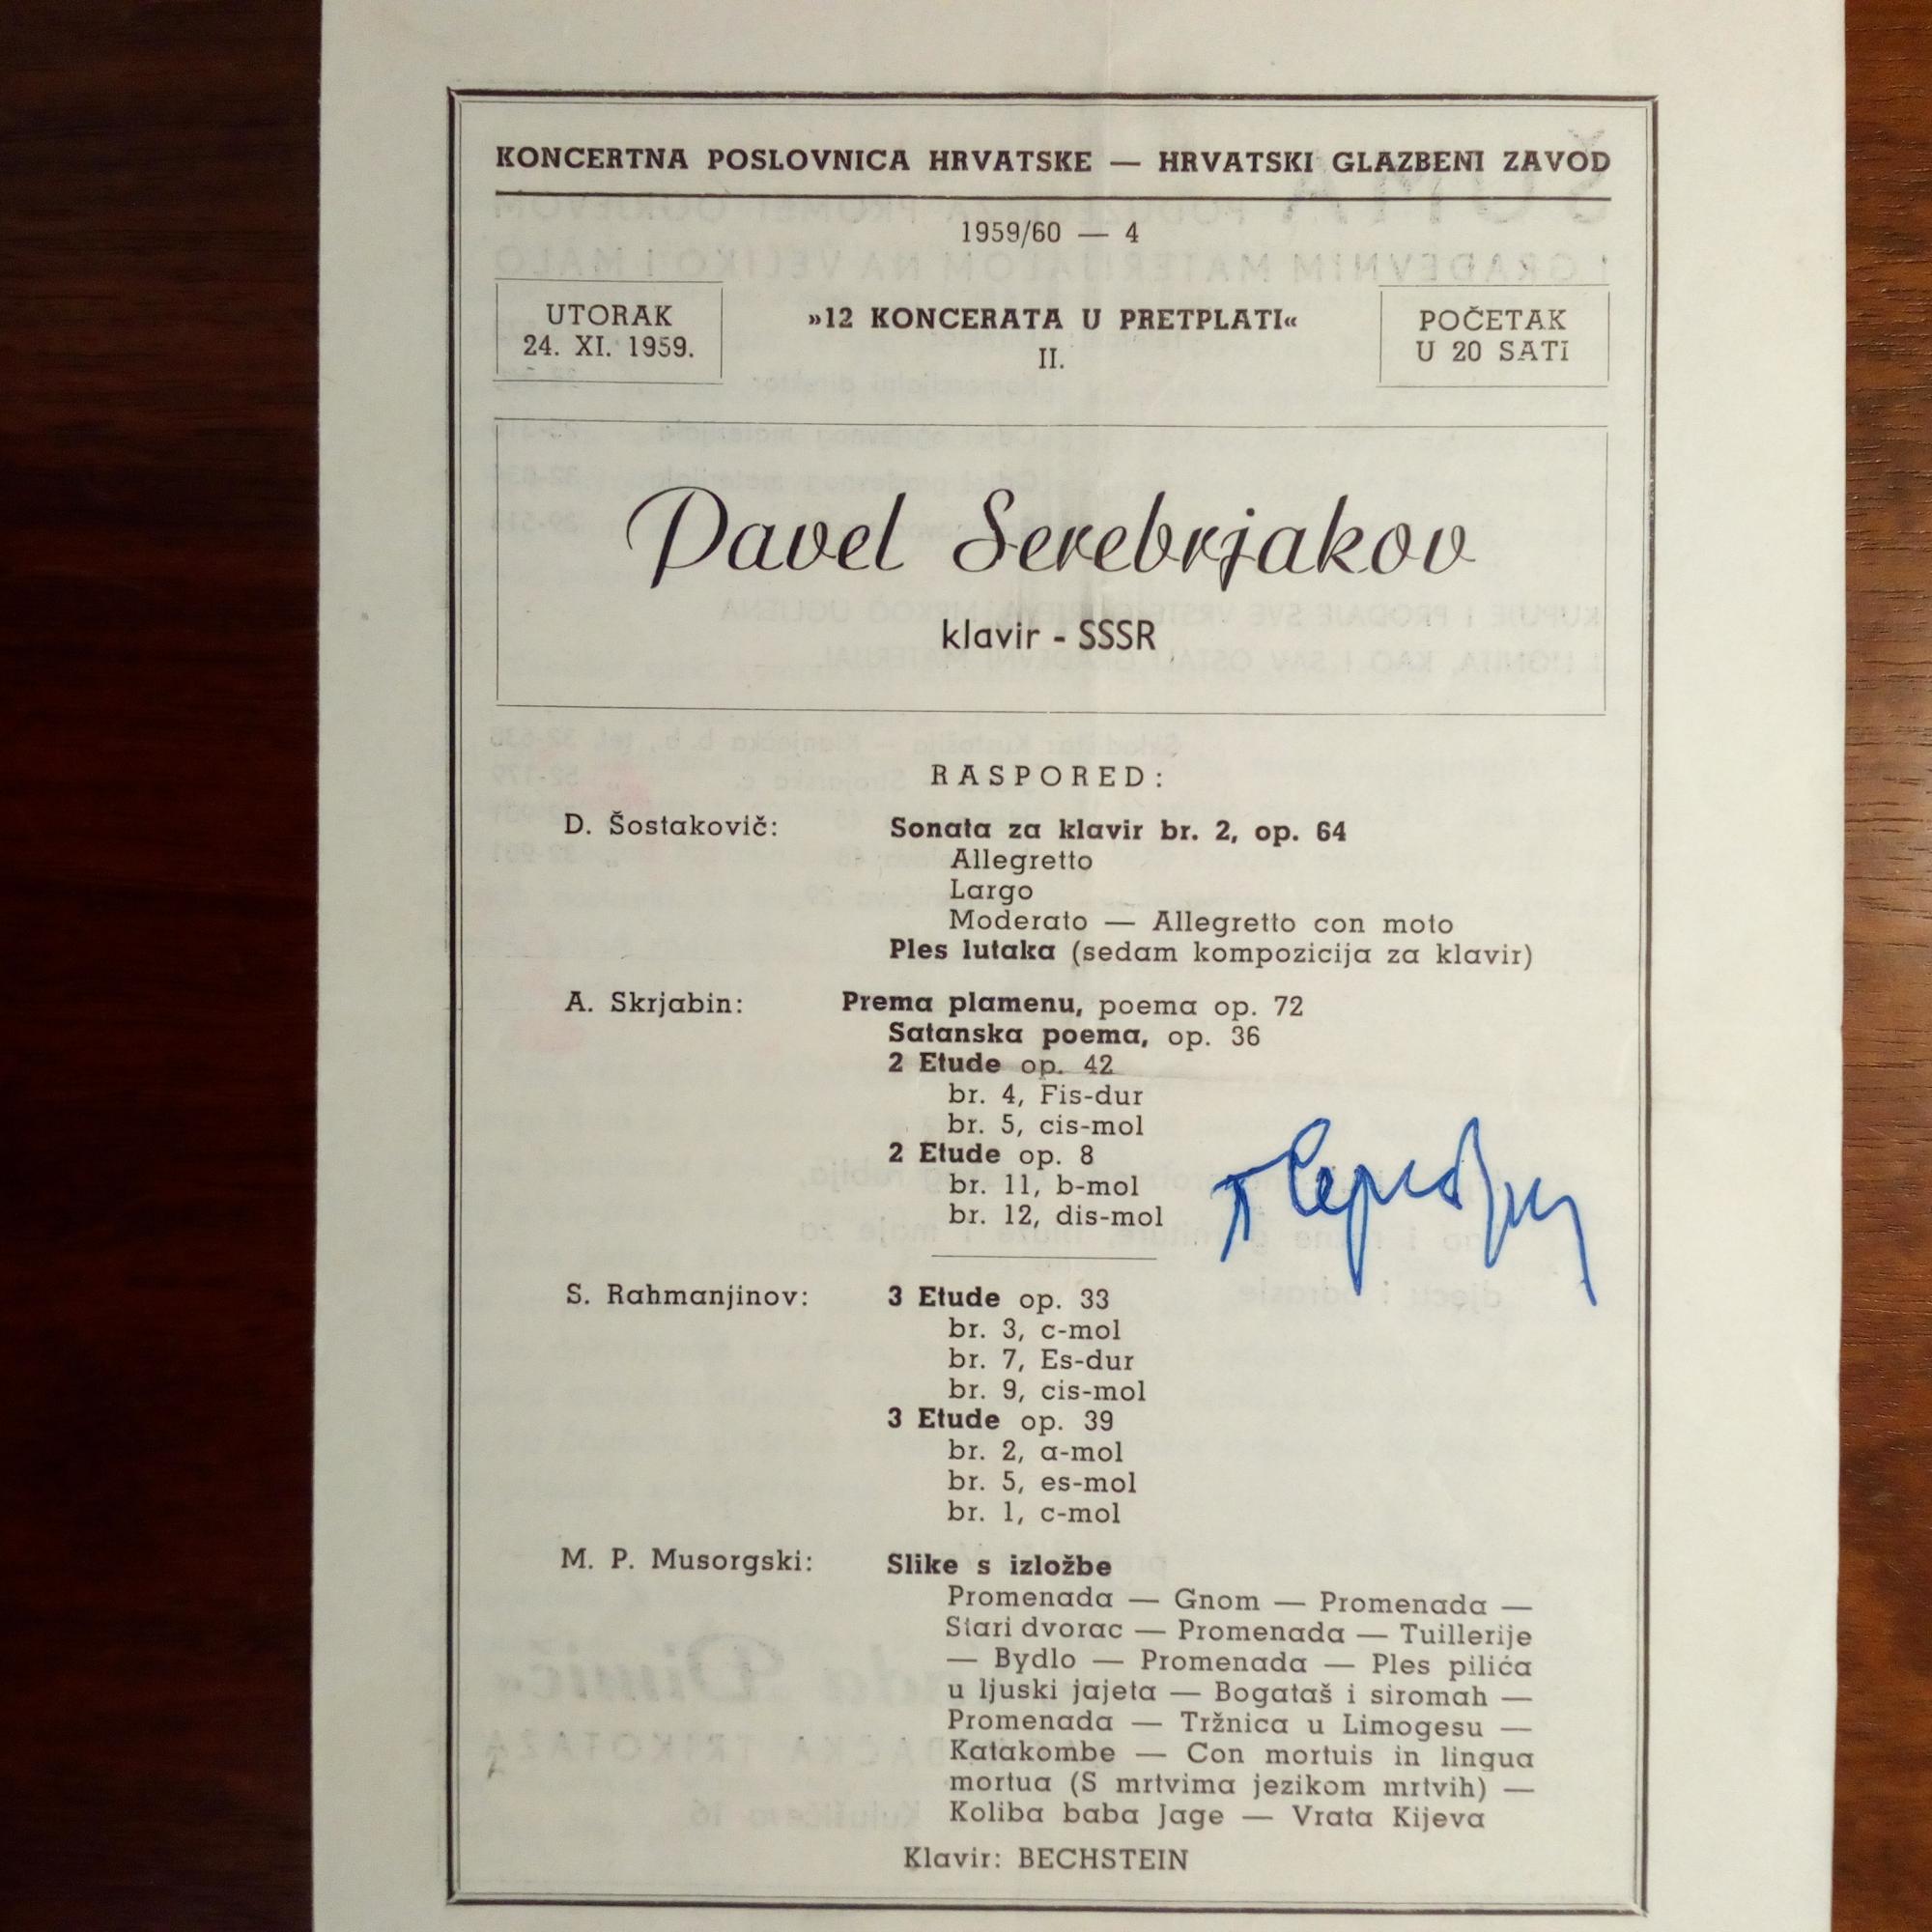 KONCERTNA POSLOVNICA HRVATSKE — HRVATSKI GLAZBENI ZAVOD
1959/60 — 4
UTORAK
24. XI. 1959.
»12 KONCERATA U PRETPLATI«
II.
POČETAK
U 20 SATI
Pavel Serebrjakov
klavir - SSSR
RASPORED:
D. Šostakovič: Sonata za klavir br. 2, op. 64
Allegretto
Largo
Moderato — Allegretto con moto
Ples lutaka (sedam kompozicija za klavir)
A. Skrjabin: Prema plamenu, poema op. 72
Satanska poema, op. 36
2 Etude op. 42
br. 4, Fis-dur
br. 5, cis-mol
2 Etude op. 8
br. 11, b-mol
br. 12, dis-mol
S. Rahmanjinov: 3 Etude op. 33
br. 3, c-mol
br. 7, Es-dur
br. 9, cis-mol
3 Etude op. 39
br. 2, a-mol
br. 5, es-mol
br. 1, c-mol
M. P. Musorgski: Slike s izložbe
Promenada — Gnom — Promenada —
Stari dvorac — Promenada — Tuillerije
— Bydlo — Promenada — Ples pilića
u ljuski jajeta — Bogataš i siromah —
Promenada — Tržnica u Limogesu —
Katakombe — Con mortuis in lingua
mortua (S mrtvima jezikom mrtvih) —
Koliba baba Jage — Vrata Kijeva
Klavir: BECHSTEIN